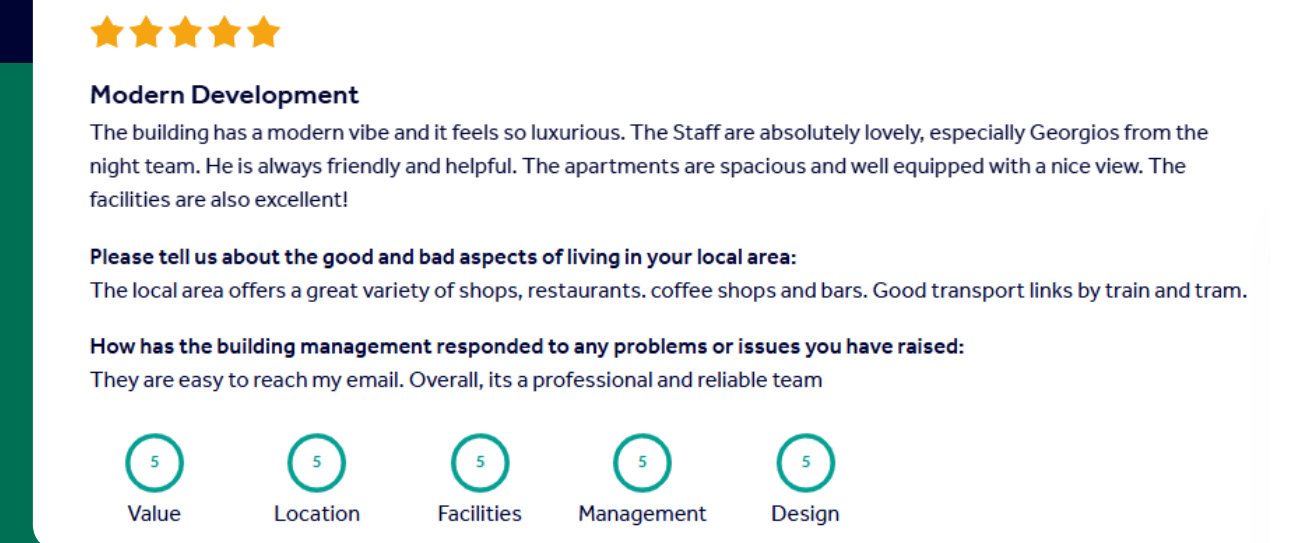 Modern Development
The building has a modern vibe and it feels so luxurious. The Staff are absolutely lovely, especially Georgios from the
night team. He is always friendly and helpful. The apartments are spacious and well equipped with a nice view. The
facilities are also excellent!
Please tell us about the good and bad aspects of living in your local area:
The local area offers a great variety of shops, restaurants. coffee shops and bars. Good transport links by train and tram.
How has the building management responded to any problems or issues you have raised:
They are easy to reach my email. Overall, its a professional and reliable team
5 5 5 5 5
Value Location Facilities Management Design